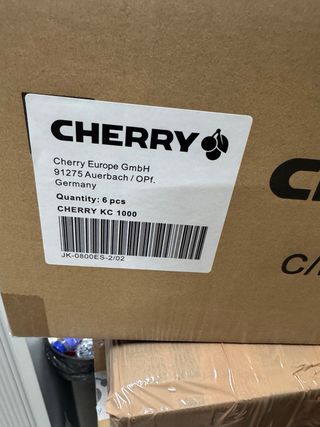 CHERRY
Cherry Europe GmbH
91275 Auerbach / OPf.
Germany
Quantity: 6 pcs
CHERRY KC 1000
JK-0800ES-2/02